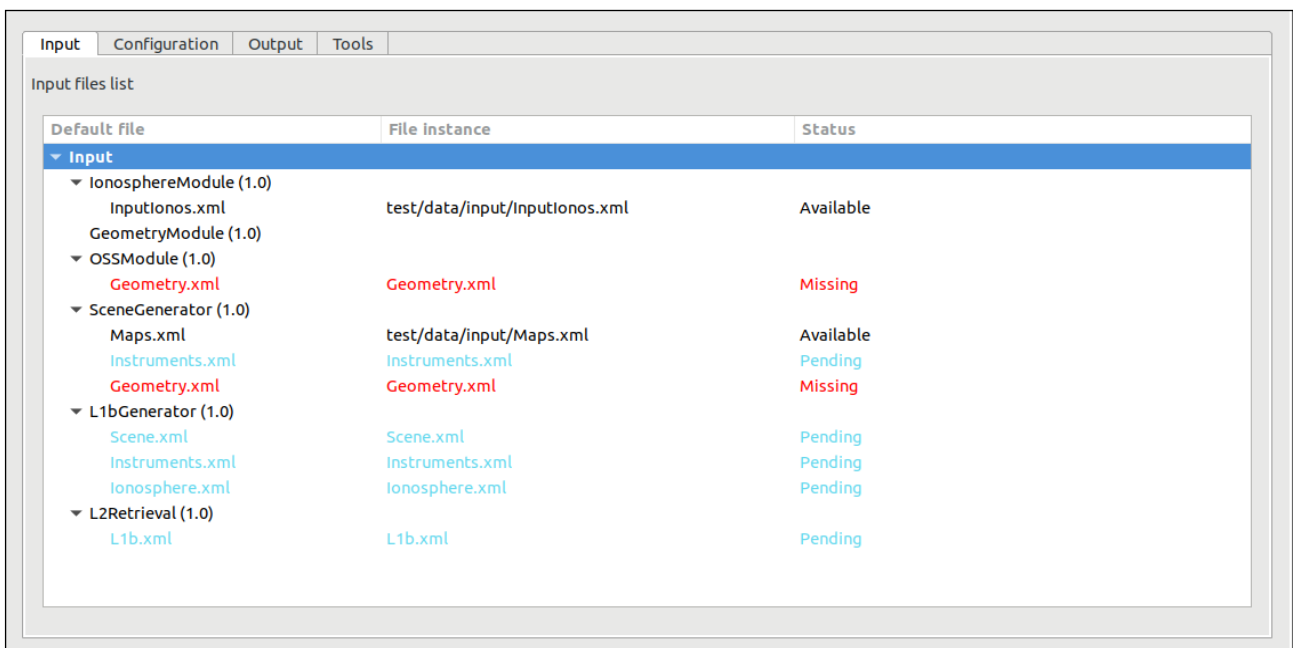 Input Configuration Output Tools
Input files list
Default file File instance Status
Input
IonosphereModule (1.0)
InputIonos.xml test/data/input/InputIonos.xml Available
GeometryModule (1.0)
OSSModule (1.0)
Geometry.xml Geometry.xml Missing
SceneGenerator (1.0)
Maps.xml test/data/input/Maps.xml Available
Instruments.xml Instruments.xml Pending
Geometry.xml Geometry.xml Missing
L1bGenerator (1.0)
Scene.xml Scene.xml Pending
Instruments.xml Instruments.xml Pending
Ionosphere.xml Ionosphere.xml Pending
L2Retrieval (1.0)
L1b.xml L1b.xml Pending